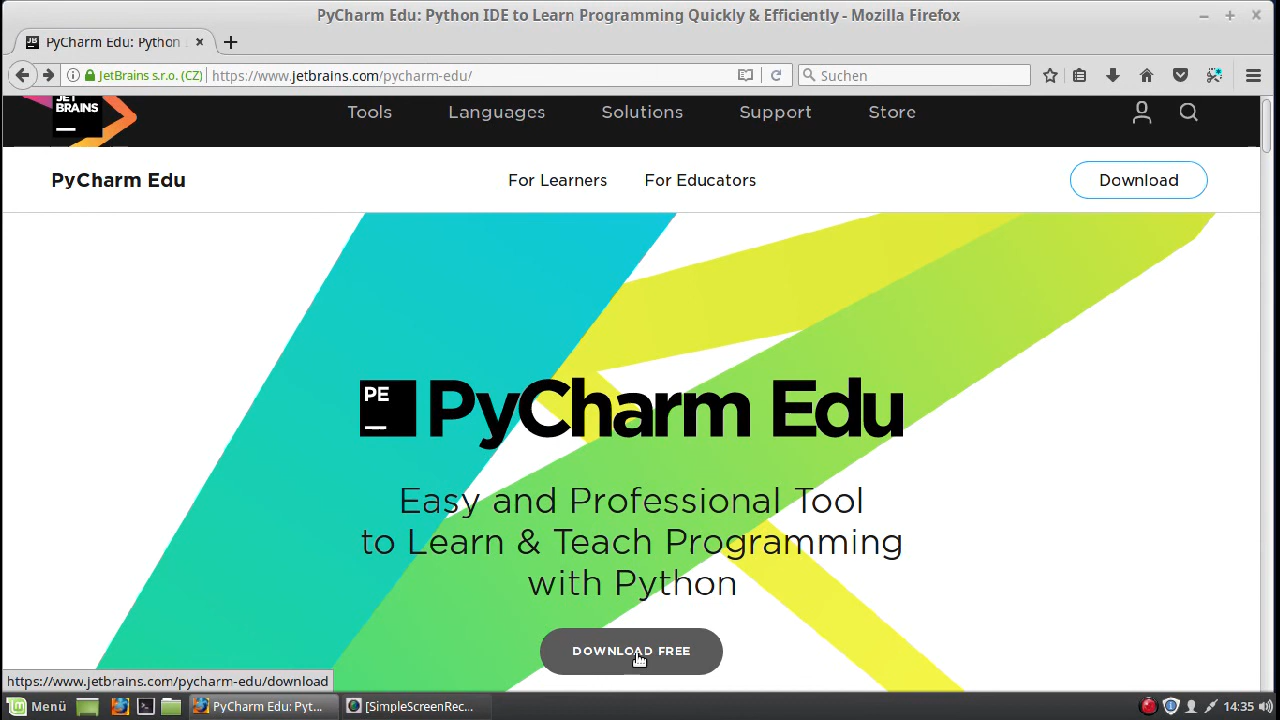 PyCharm Edu: Python IDE to Learn Programming Quickly & Efficiently - Mozilla Firefox
PyCharm Edu: Python
JetBrains s.r.o. (CZ)
https://www.jetbrains.com/pycharm-edu/
Suchen
JET
BRAINS
Tools
Languages
Solutions
Support
Store
PyCharm Edu
For Learners
For Educators
Download
PE
PyCharm Edu
Easy and Professional Tool
to Learn & Teach Programming
with Python
DOWNLOAD FREE
https://www.jetbrains.com/pycharm-edu/download
Menü
PyCharm Edu: Pyt...
[SimpleScreenRec...
14:35